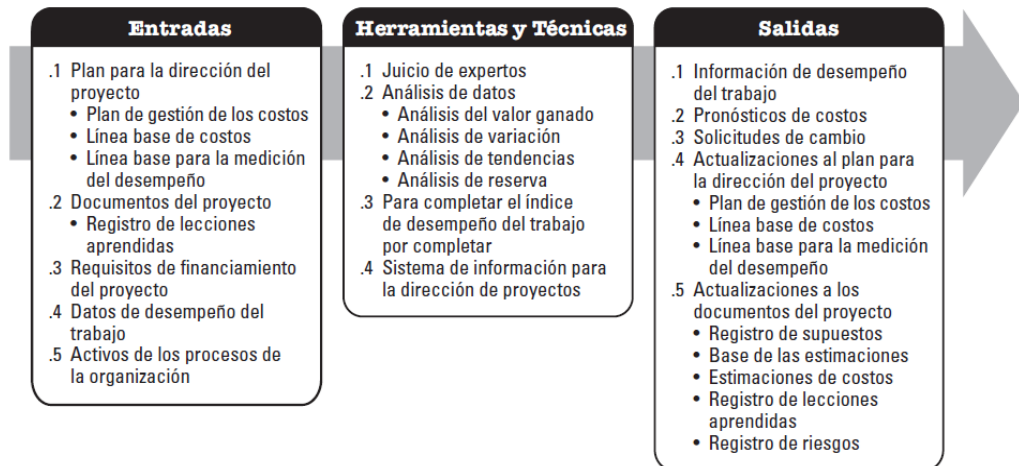 Entradas
.1 Plan para la dirección del
proyecto
• Plan de gestión de los costos
• Línea base de costos
• Línea base para la medición
del desempeño
.2 Documentos del proyecto
• Registro de lecciones
aprendidas
.3 Requisitos de financiamiento
del proyecto
.4 Datos de desempeño del
trabajo
.5 Activos de los procesos de
la organización
Herramientas y Técnicas
.1 Juicio de expertos
.2 Análisis de datos
• Análisis del valor ganado
• Análisis de variación
• Análisis de tendencias
• Análisis de reserva
.3 Para completar el índice
de desempeño del trabajo
por completar
.4 Sistema de información para
la dirección de proyectos
Salidas
.1 Información de desempeño
del trabajo
.2 Pronósticos de costos
.3 Solicitudes de cambio
.4 Actualizaciones al plan para
la dirección del proyecto
• Plan de gestión de los costos
• Línea base de costos
• Línea base para la medición
del desempeño
.5 Actualizaciones a los
documentos del proyecto
• Registro de supuestos
• Base de las estimaciones
• Estimaciones de costos
• Registro de lecciones
aprendidas
• Registro de riesgos